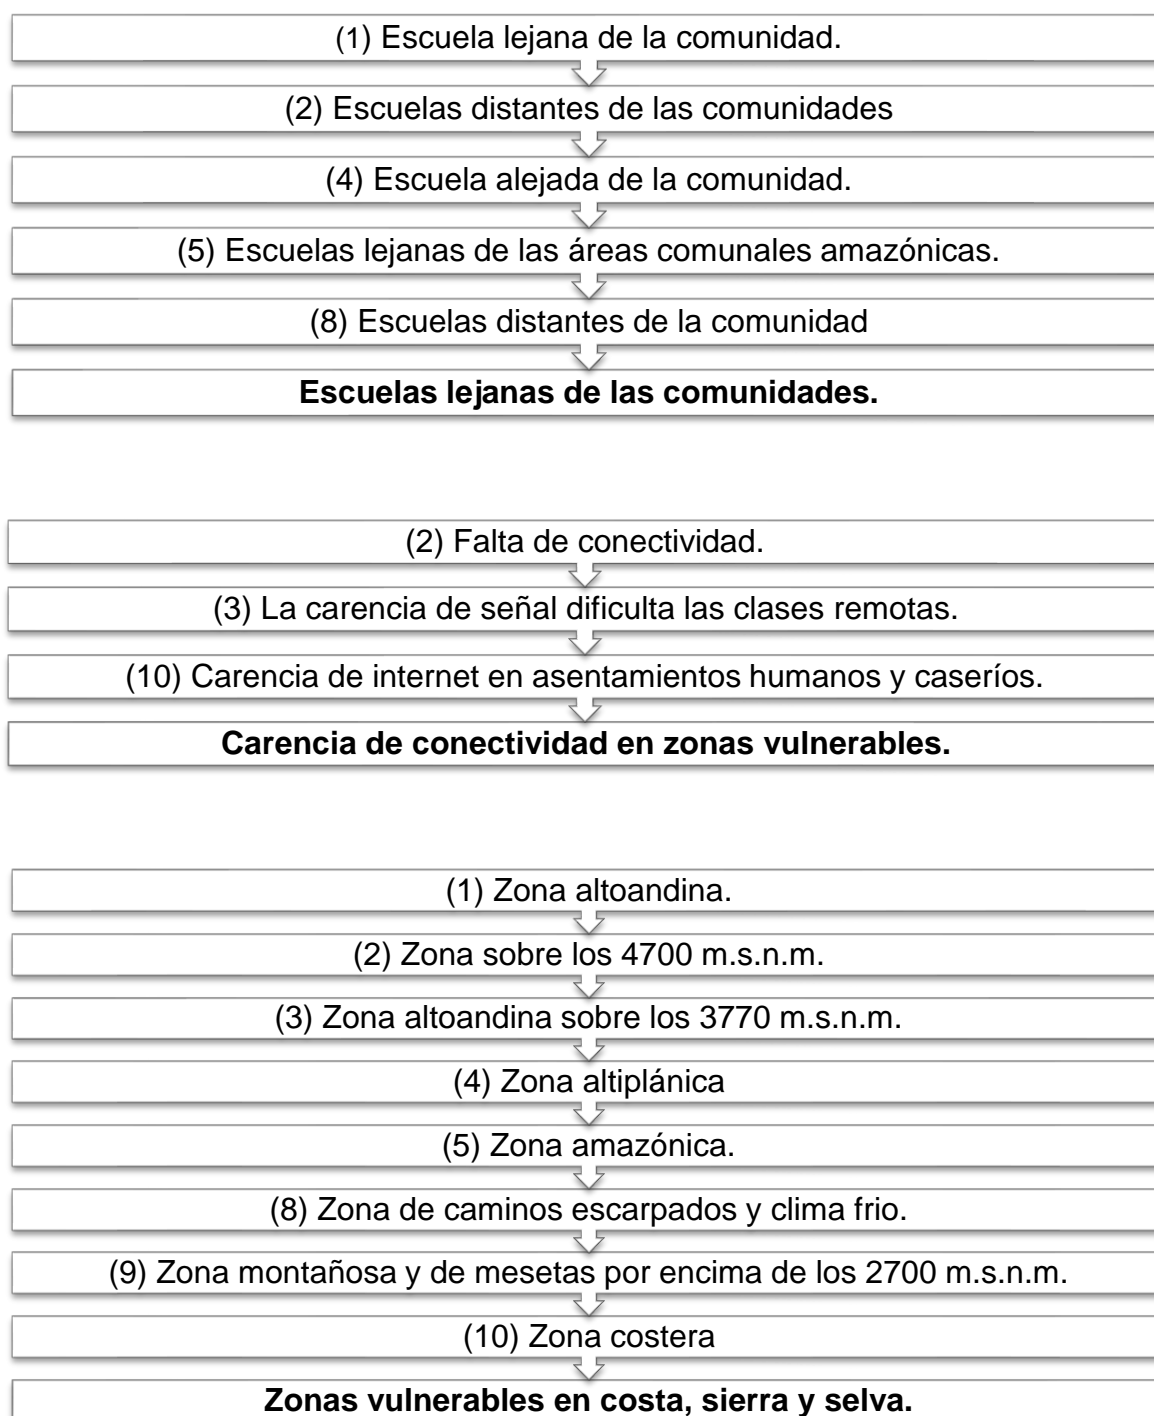 (1) Escuela lejana de la comunidad.
(2) Escuelas distantes de las comunidades
(4) Escuela alejada de la comunidad.
(5) Escuelas lejanas de las áreas comunales amazónicas.
(8) Escuelas distantes de la comunidad
Escuelas lejanas de las comunidades.
(2) Falta de conectividad.
(3) La carencia de señal dificulta las clases remotas.
(10) Carencia de internet en asentamientos humanos y caseríos.
Carencia de conectividad en zonas vulnerables.
(1) Zona altoandina.
(2) Zona sobre los 4700 m.s.n.m.
(3) Zona altoandina sobre los 3770 m.s.n.m.
(4) Zona altiplánica
(5) Zona amazónica.
(8) Zona de caminos escarpados y clima frio.
(9) Zona montañosa y de mesetas por encima de los 2700 m.s.n.m.
(10) Zona costera
Zonas vulnerables en costa, sierra y selva.